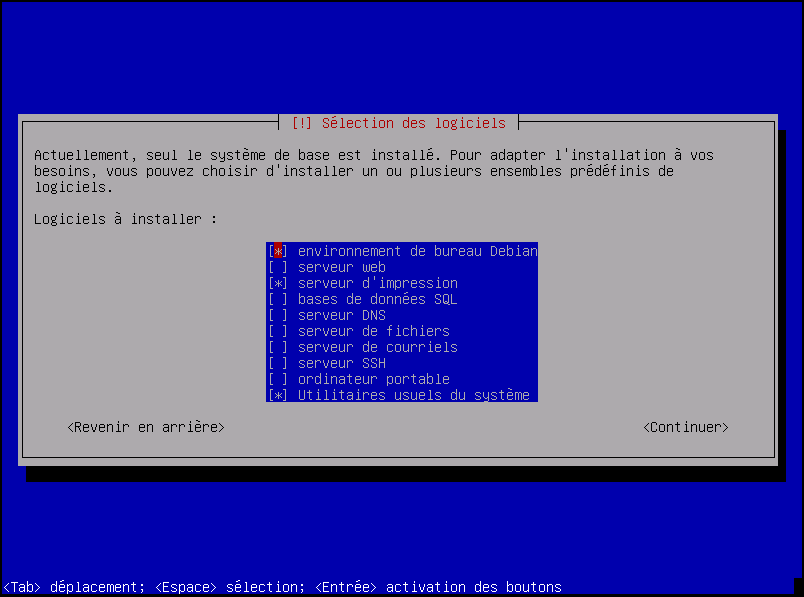 [!] Sélection des logiciels
Actuellement, seul le système de base est installé. Pour adapter l'installation à vos
besoins, vous pouvez choisir d'installer un ou plusieurs ensembles prédéfinis de
logiciels.
Logiciels à installer :
[*] environnement de bureau Debian
[ ] serveur web
[*] serveur d'impression
[ ] bases de données SQL
[ ] serveur DNS
[ ] serveur de fichiers
[ ] serveur de courriels
[ ] serveur SSH
[ ] ordinateur portable
[*] Utilitaires usuels du système
<Revenir en arrière> <Continuer>
<Tab> déplacement; <Espace> sélection; <Entrée> activation des boutons